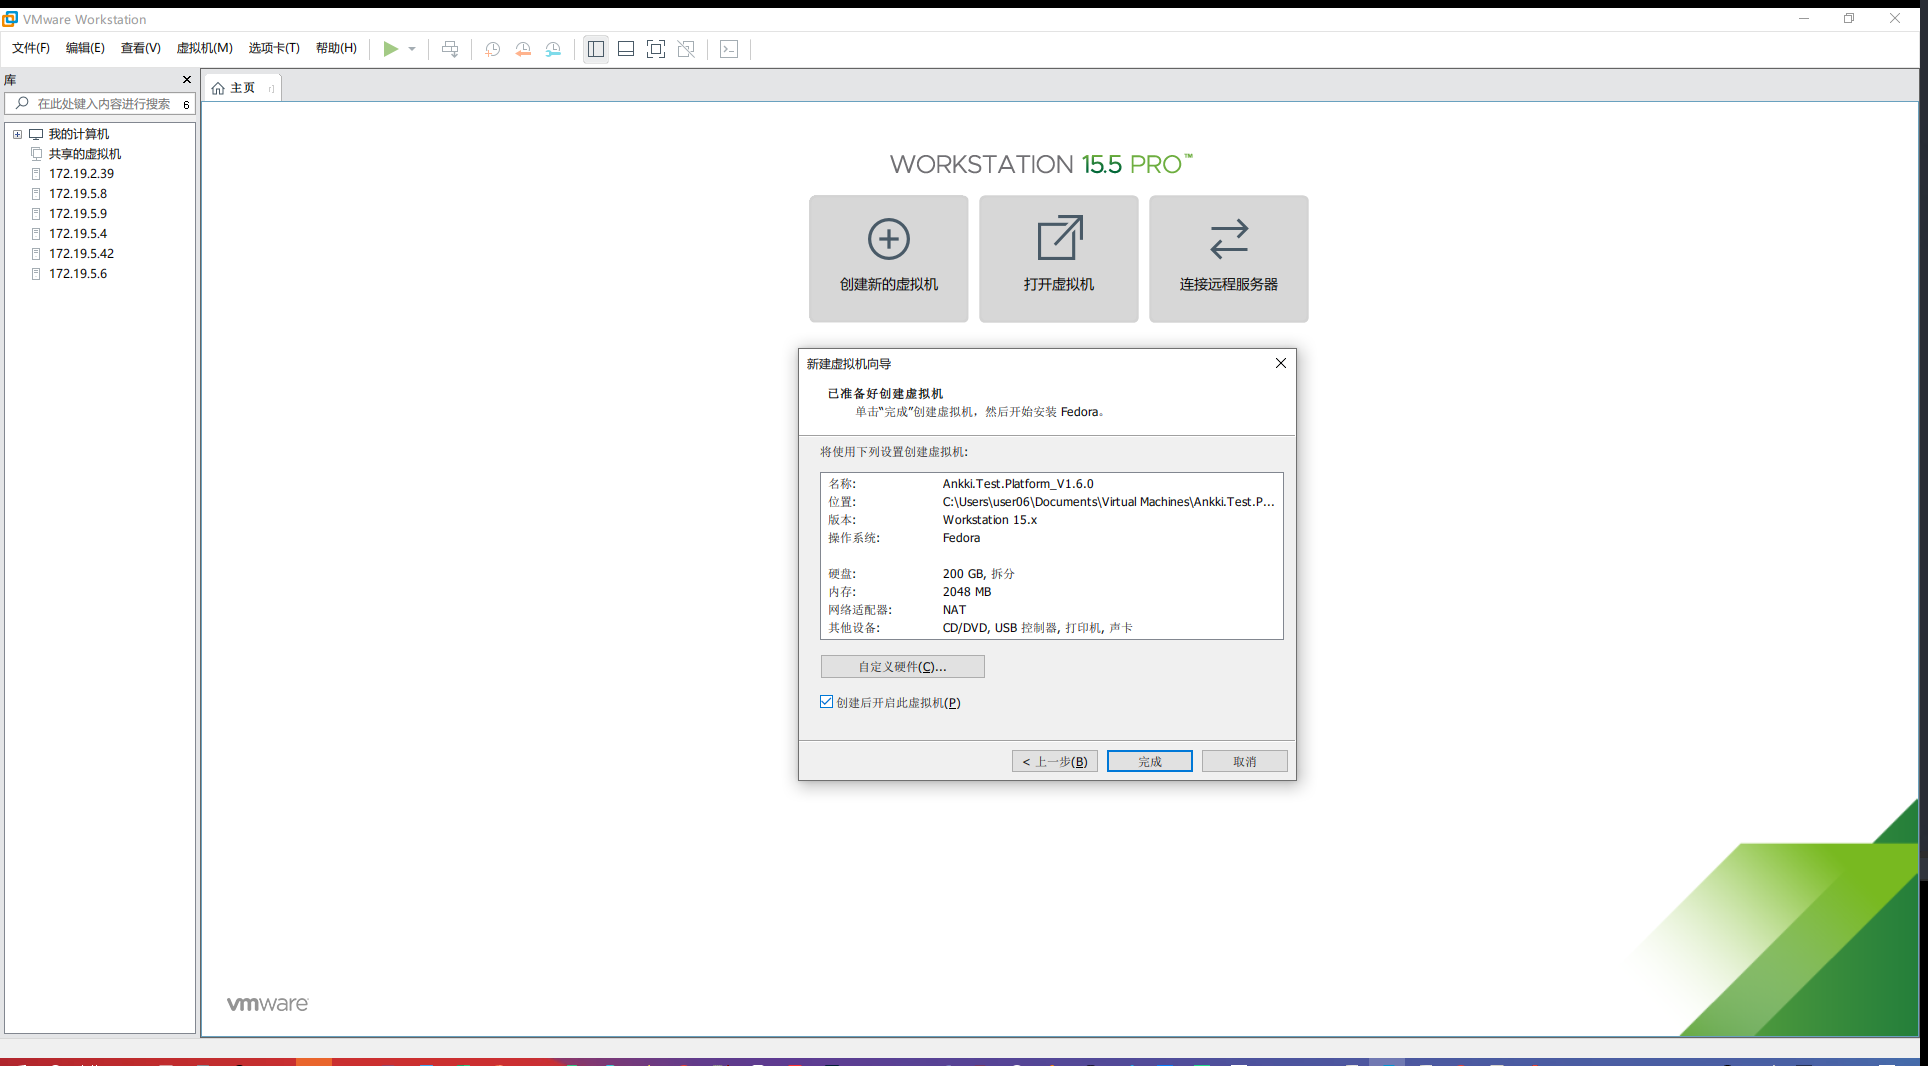 VMware Workstation
文件(F) 编辑(E) 查看(V) 虚拟机(M) 选项卡(T) 帮助(H)
库
在此处键入内容进行搜索 6
主页
我的计算机
共享的虚拟机
172.19.2.39
172.19.5.8
172.19.5.9
172.19.5.4
172.19.5.42
172.19.5.6
WORKSTATION 15.5 PRO™
创建新的虚拟机 打开虚拟机 连接远程服务器
新建虚拟机向导
已准备好创建虚拟机
单击“完成”创建虚拟机，然后开始安装 Fedora。
将使用下列设置创建虚拟机:
名称: Ankki.Test.Platform_V1.6.0
位置: C:\Users\user06\Documents\Virtual Machines\Ankki.Test.P...
版本: Workstation 15.x
操作系统: Fedora
硬盘: 200 GB, 拆分
内存: 2048 MB
网络适配器: NAT
其他设备: CD/DVD, USB 控制器, 打印机, 声卡
自定义硬件(C)...
创建后开启此虚拟机(P)
< 上一步(B) 完成 取消
vmware